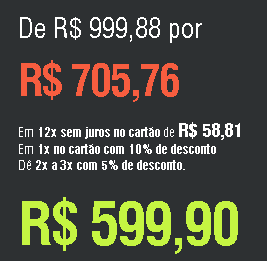 De R$ 999,88 por
R$ 705,76
Em 12x sem juros no cartão de R$ 58,81
Em 1x no cartão com 10% de desconto
Dê 2x a 3x com 5% de desconto.
R$ 599,90